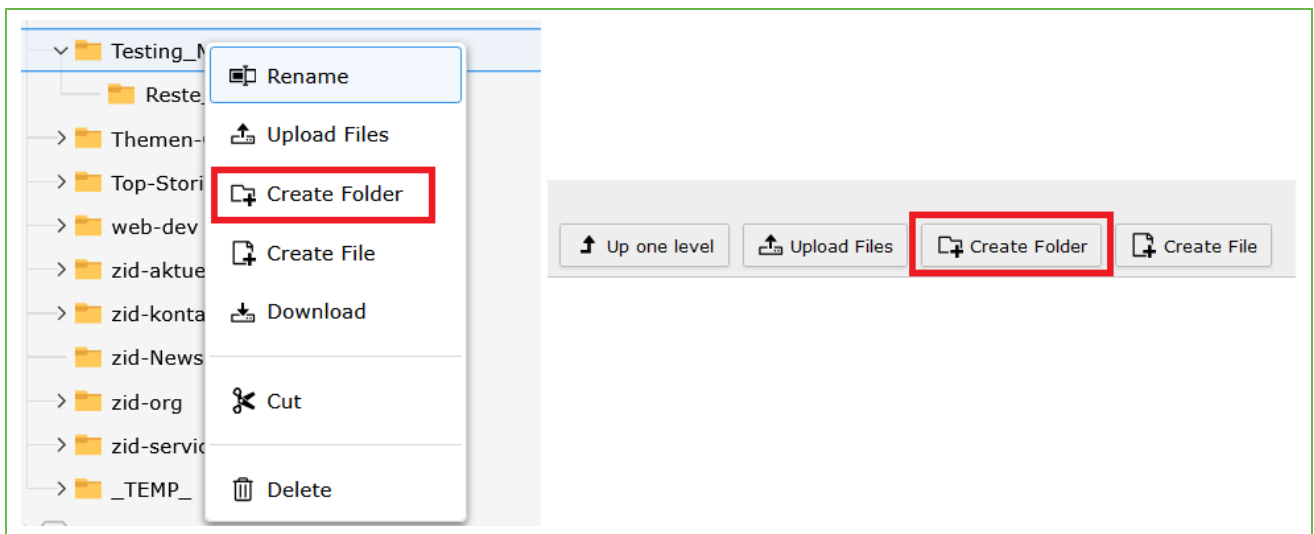 Testing_
Reste_
Themen-
Top-Stori
web-dev
zid-aktue
zid-konta
zid-News
zid-org
zid-servic
_TEMP_
Rename
Upload Files
Create Folder
Create File
Download
Cut
Delete
Up one level Upload Files Create Folder Create File